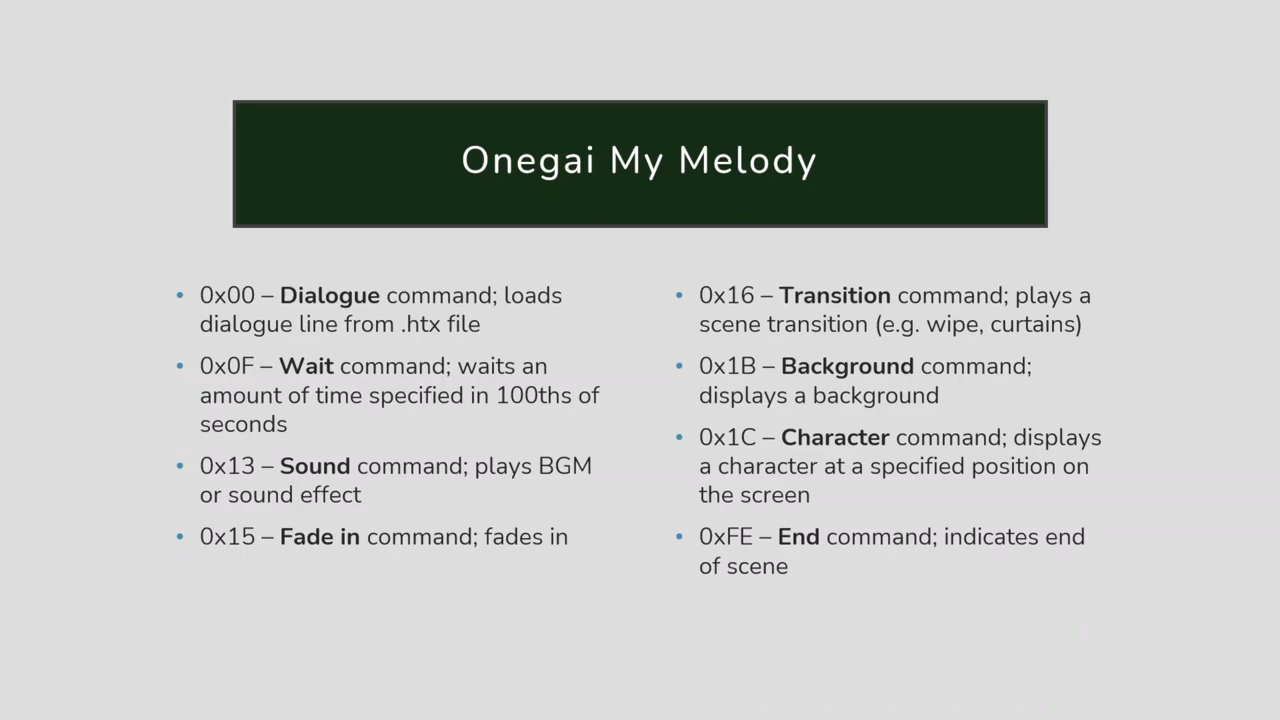 Onegai My Melody
• 0x00 – Dialogue command; loads
dialogue line from .htx file
• 0x0F – Wait command; waits an
amount of time specified in 100ths of
seconds
• 0x13 – Sound command; plays BGM
or sound effect
• 0x15 – Fade in command; fades in
• 0x16 – Transition command; plays a
scene transition (e.g. wipe, curtains)
• 0x1B – Background command;
displays a background
• 0x1C – Character command; displays
a character at a specified position on
the screen
• 0xFE – End command; indicates end
of scene